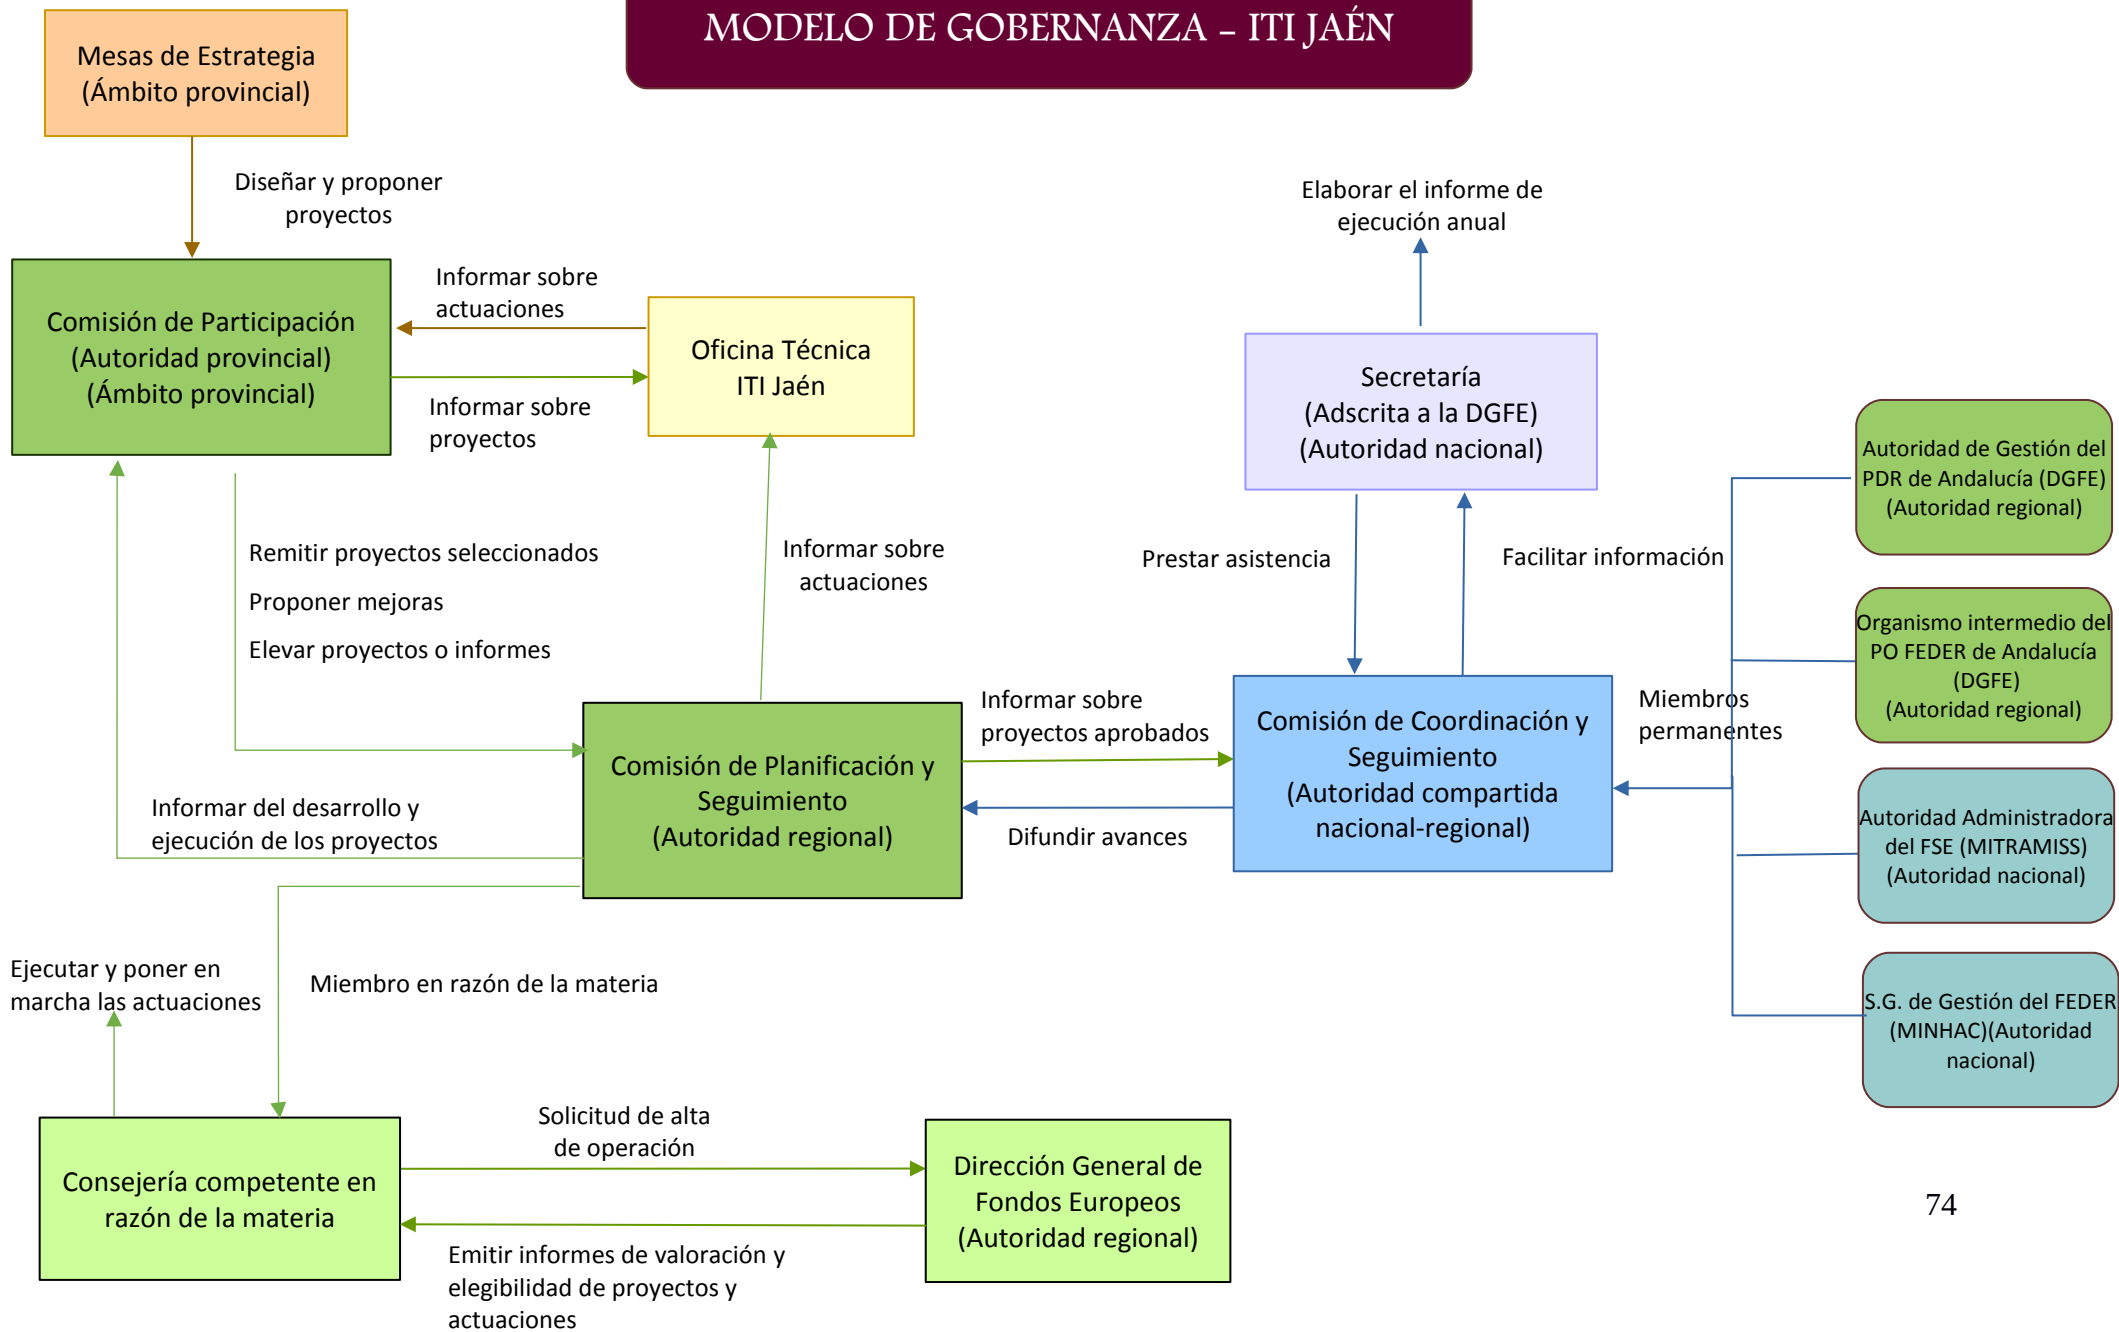 MODELO DE GOBERNANZA – ITI JAÉN
Mesas de Estrategia
(Ámbito provincial)
Diseñar y proponer
proyectos
Elaborar el informe de
ejecución anual
Comisión de Participación
(Autoridad provincial)
(Ámbito provincial)
Informar sobre
actuaciones
Informar sobre
proyectos
Oficina Técnica
ITI Jaén
Secretaría
(Adscrita a la DGFE)
(Autoridad nacional)
Autoridad de Gestión del
PDR de Andalucía (DGFE)
(Autoridad regional)
Remitir proyectos seleccionados
Proponer mejoras
Elevar proyectos o informes
Informar sobre
actuaciones
Prestar asistencia
Facilitar información
Organismo intermedio del
PO FEDER de Andalucía
(DGFE)
(Autoridad regional)
Comisión de Planificación y
Seguimiento
(Autoridad regional)
Informar sobre
proyectos aprobados
Difundir avances
Comisión de Coordinación y
Seguimiento
(Autoridad compartida
nacional-regional)
Miembros
permanentes
Autoridad Administradora
del FSE (MITRAMISS)
(Autoridad nacional)
Informar del desarrollo y
ejecución de los proyectos
S.G. de Gestión del FEDER
(MINHAC)(Autoridad
nacional)
Ejecutar y poner en
marcha las actuaciones
Miembro en razón de la materia
Consejería competente en
razón de la materia
Solicitud de alta
de operación
Emitir informes de valoración y
elegibilidad de proyectos y
actuaciones
Dirección General de
Fondos Europeos
(Autoridad regional)
74